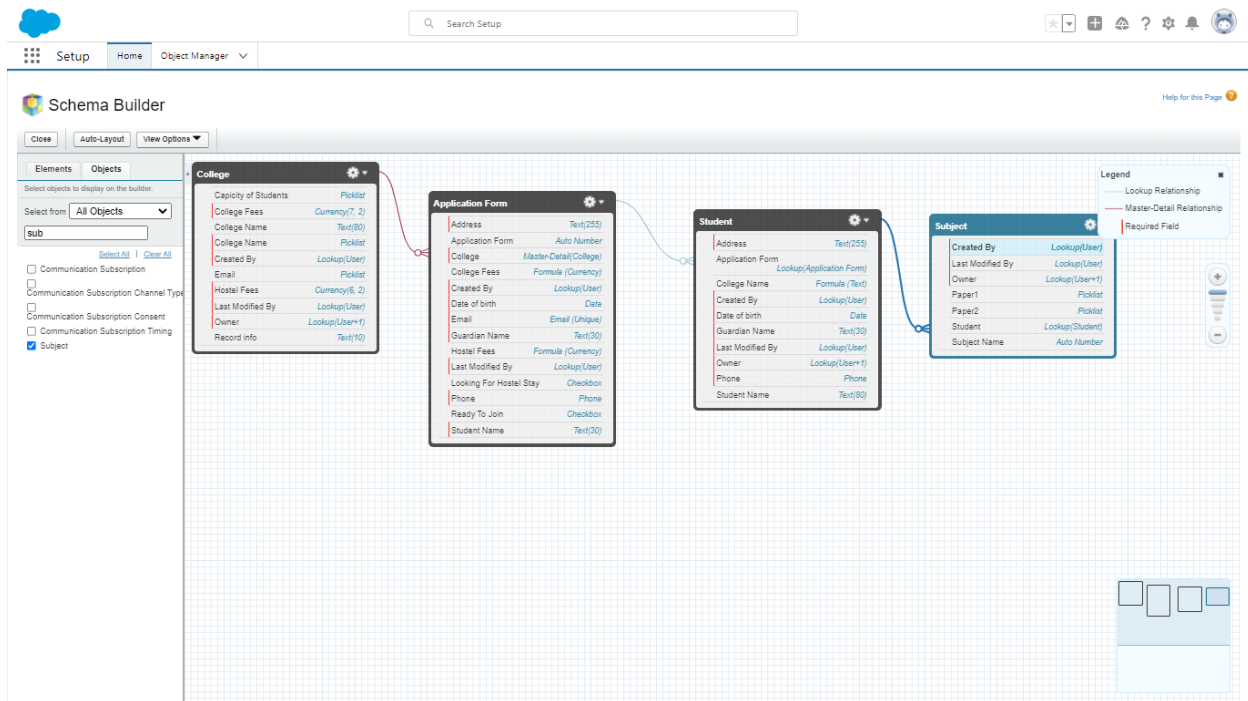 Search Setup
Setup
Home
Object Manager
Schema Builder
Help for this Page
Close
Auto-Layout
View Options
Elements
Objects
Select objects to display on the builder.
Select from
All Objects
sub
Select All | Clear All
Communication Subscription
Communication Subscription Channel Type
Communication Subscription Consent
Communication Subscription Timing
Subject
College
Capicity of Students Picklist
College Fees Currency(7, 2)
College Name Text(80)
College Name Picklist
Created By Lookup(User)
Email Picklist
Hostel Fees Currency(6, 2)
Last Modified By Lookup(User)
Owner Lookup(User+1)
Record info Text(10)
Application Form
Address Text(255)
Application Form Auto Number
College Master-Detail(College)
College Fees Formula (Currency)
Created By Lookup(User)
Date of birth Date
Email Email (Unique)
Guardian Name Text(30)
Hostel Fees Formula (Currency)
Last Modified By Lookup(User)
Looking For Hostel Stay Checkbox
Phone Phone
Ready To Join Checkbox
Student Name Text(30)
Student
Address Text(255)
Application Form
Lookup(Application Form)
College Name Formula (Text)
Created By Lookup(User)
Date of birth Date
Guardian Name Text(30)
Last Modified By Lookup(User)
Owner Lookup(User+1)
Phone Phone
Student Name Text(80)
Subject
Created By Lookup(User)
Last Modified By Lookup(User)
Owner Lookup(User+1)
Paper1 Picklist
Paper2 Picklist
Student Lookup(Student)
Subject Name Auto Number
Legend
Lookup Relationship
Master-Detail Relationship
Required Field